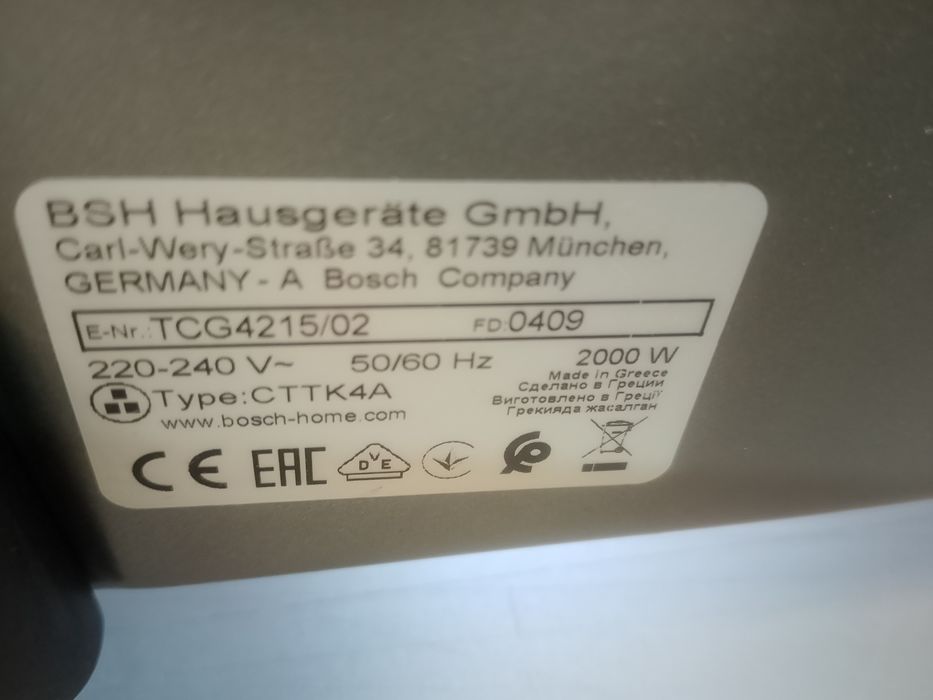 BSH Hausgeräte GmbH,
Carl-Wery-Straße 34, 81739 München,
GERMANY - A Bosch Company
E-Nr.:TCG4215/02 FD:0409
220-240 V~ 50/60 Hz 2000 W
Made in Greece
Сделано в Греции
Виготовлено в Греції
Грекияда жасалган
Type:CTTK4A
www.bosch-home.com
CE EAC DVE